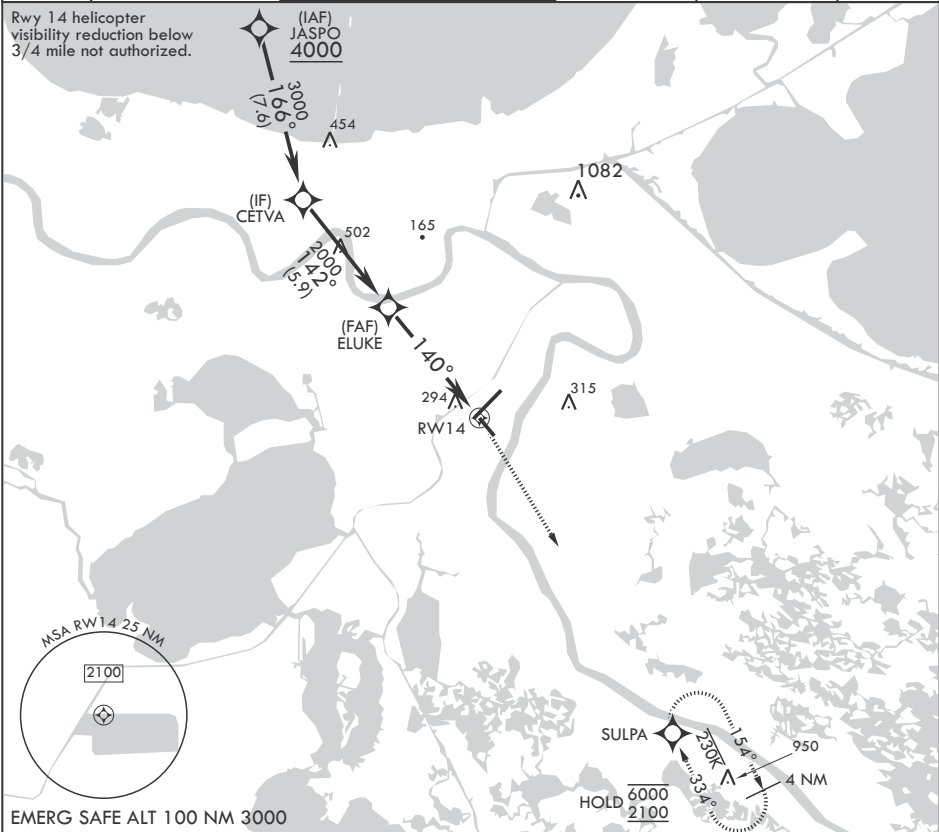 Rwy 14 helicopter
visibility reduction below
3/4 mile not authorized.
(IAF)
JASPO
4000
3000
166°
(7.6)
454
1082
(IF)
CETVA
502
165
2000
142°
(5.9)
(FAF)
ELUKE
140°
294
315
RW14
MSA RW14 25 NM
2100
SULPA
230K
154°
950
4 NM
334°
HOLD
6000
2100
EMERG SAFE ALT 100 NM 3000